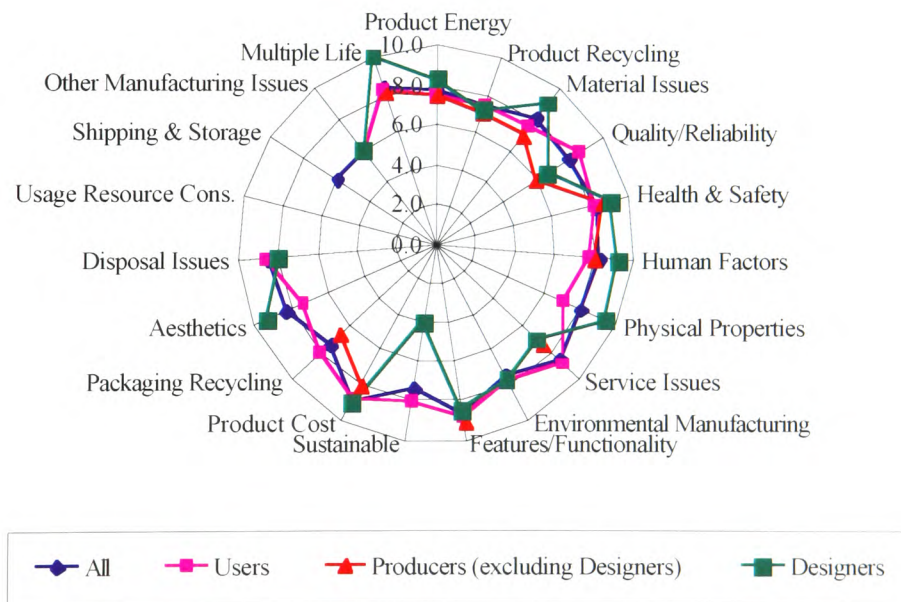 Product Energy
10.0
8.0
6.0
4.0
2.0
0.0
Product Recycling
Material Issues
Quality/Reliability
Health & Safety
Human Factors
Physical Properties
Service Issues
Environmental Manufacturing
Features/Functionality
Sustainable
Product Cost
Packaging Recycling
Aesthetics
Disposal Issues
Usage Resource Cons.
Shipping & Storage
Other Manufacturing Issues
Multiple Life
All
Users
Producers (excluding Designers)
Designers